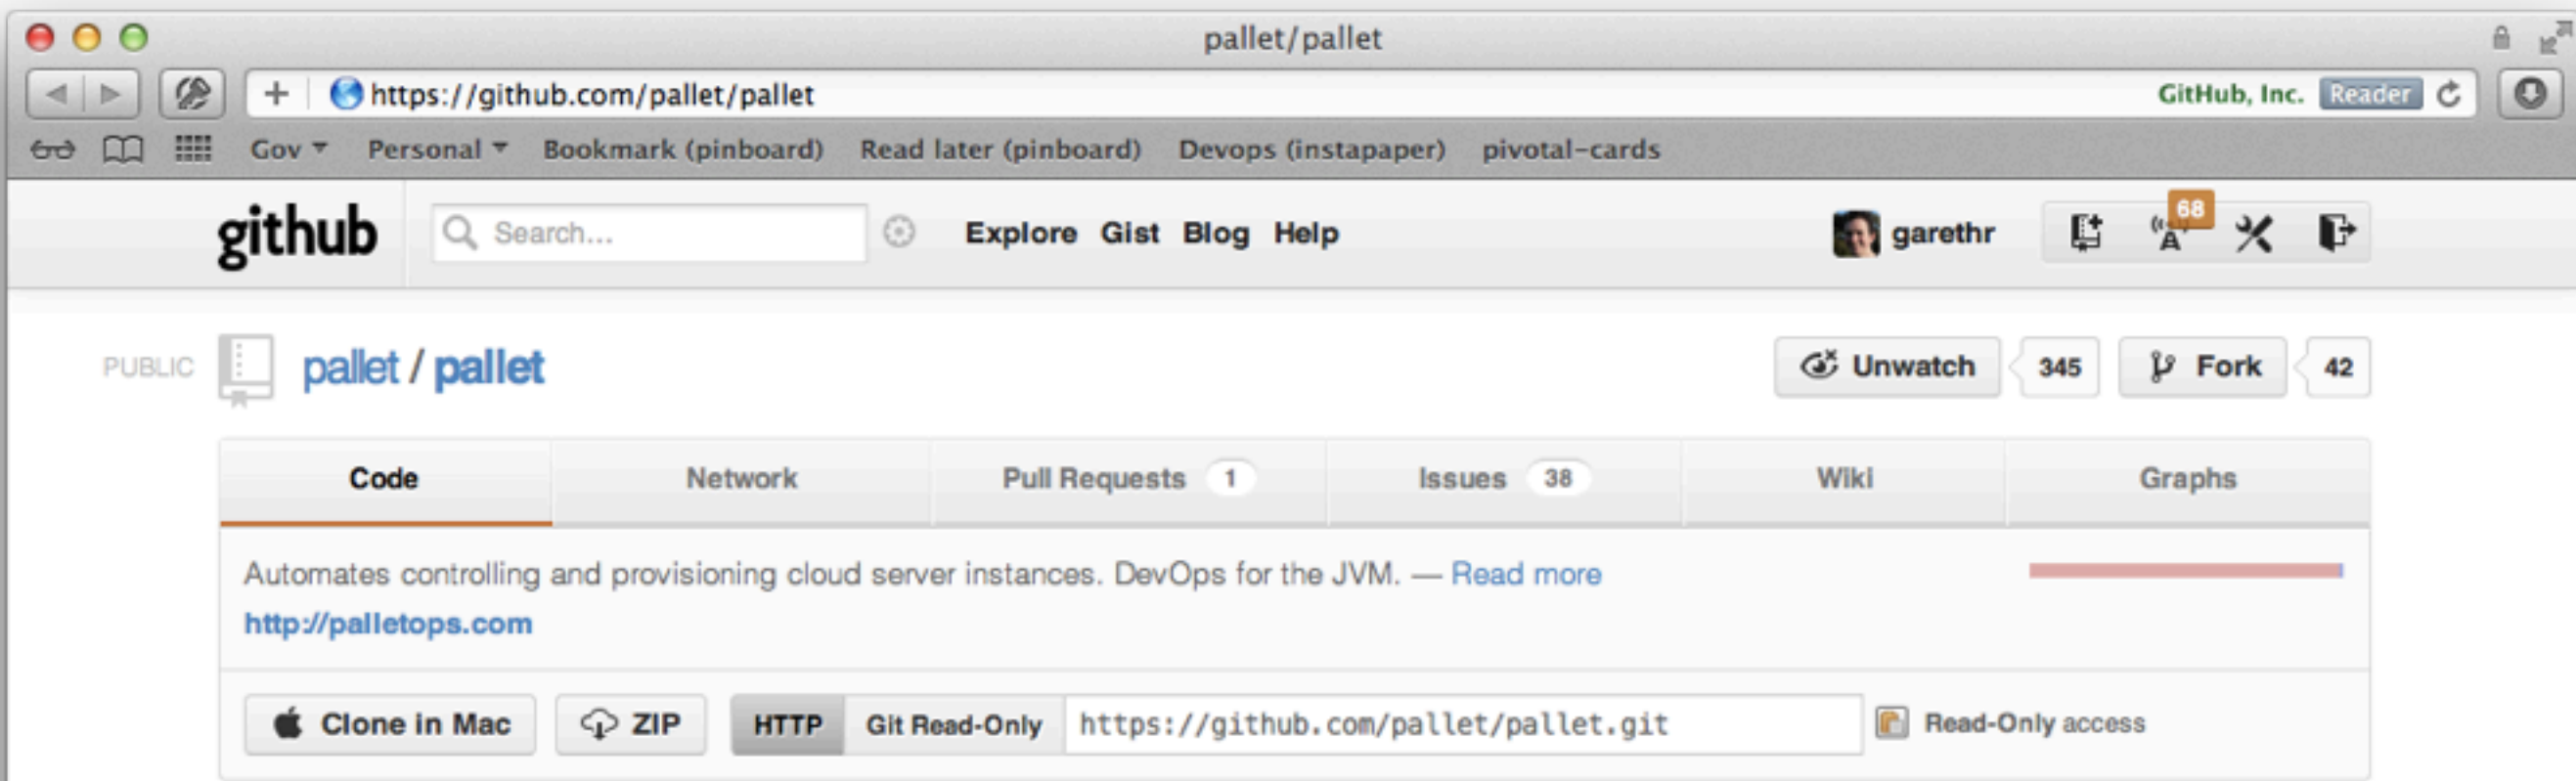 pallet/pallet
https://github.com/pallet/pallet GitHub, Inc. Reader
Gov Personal Bookmark (pinboard) Read later (pinboard) Devops (instapaper) pivotal-cards
github Search... Explore Gist Blog Help garethr 68
PUBLIC pallet / pallet Unwatch 345 Fork 42
Code Network Pull Requests 1 Issues 38 Wiki Graphs
Automates controlling and provisioning cloud server instances. DevOps for the JVM. — Read more
http://palletops.com
Clone in Mac ZIP HTTP Git Read-Only https://github.com/pallet/pallet.git Read-Only access